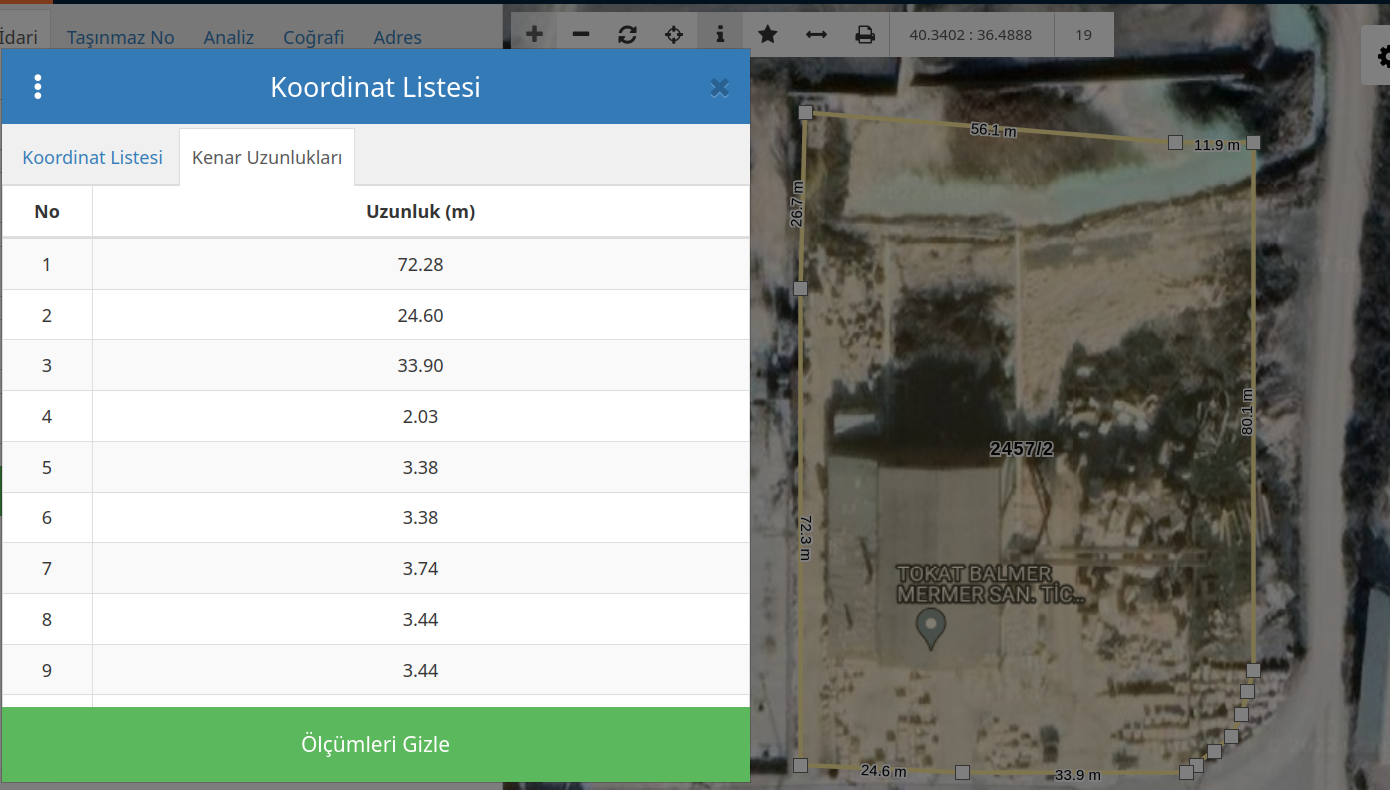 İdari Taşınmaz No Analiz Coğrafi Adres
40.3402 : 36.4888 19
Koordinat Listesi
Koordinat Listesi Kenar Uzunlukları
No Uzunluk (m)
1 72.28
2 24.60
3 33.90
4 2.03
5 3.38
6 3.38
7 3.74
8 3.44
9 3.44
Ölçümleri Gizle
56.1 m
11.9 m
26.7 m
80.1 m
2457/2
72.3 m
TOKAT BALMER
MERMER SAN. TİC...
24.6 m
33.9 m